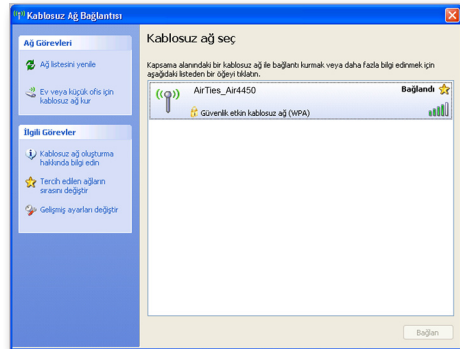 Kablosuz Ağ Bağlantısı
Ağ Görevleri
Ağ listesini yenile
Ev veya küçük ofis için
kablosuz ağ kur
İlgili Görevler
Kablosuz ağ oluşturma
hakkında bilgi edin
Tercih edilen ağların
sırasını değiştir
Gelişmiş ayarları değiştir
Kablosuz ağ seç
Kapsama alanındaki bir kablosuz ağ ile bağlantı kurmak veya daha fazla bilgi edinmek için
aşağıdaki listeden bir öğeyi tıklatın.
AirTies_Air4450 Bağlandı
Güvenlik etkin kablosuz ağ (WPA)
Bağlan